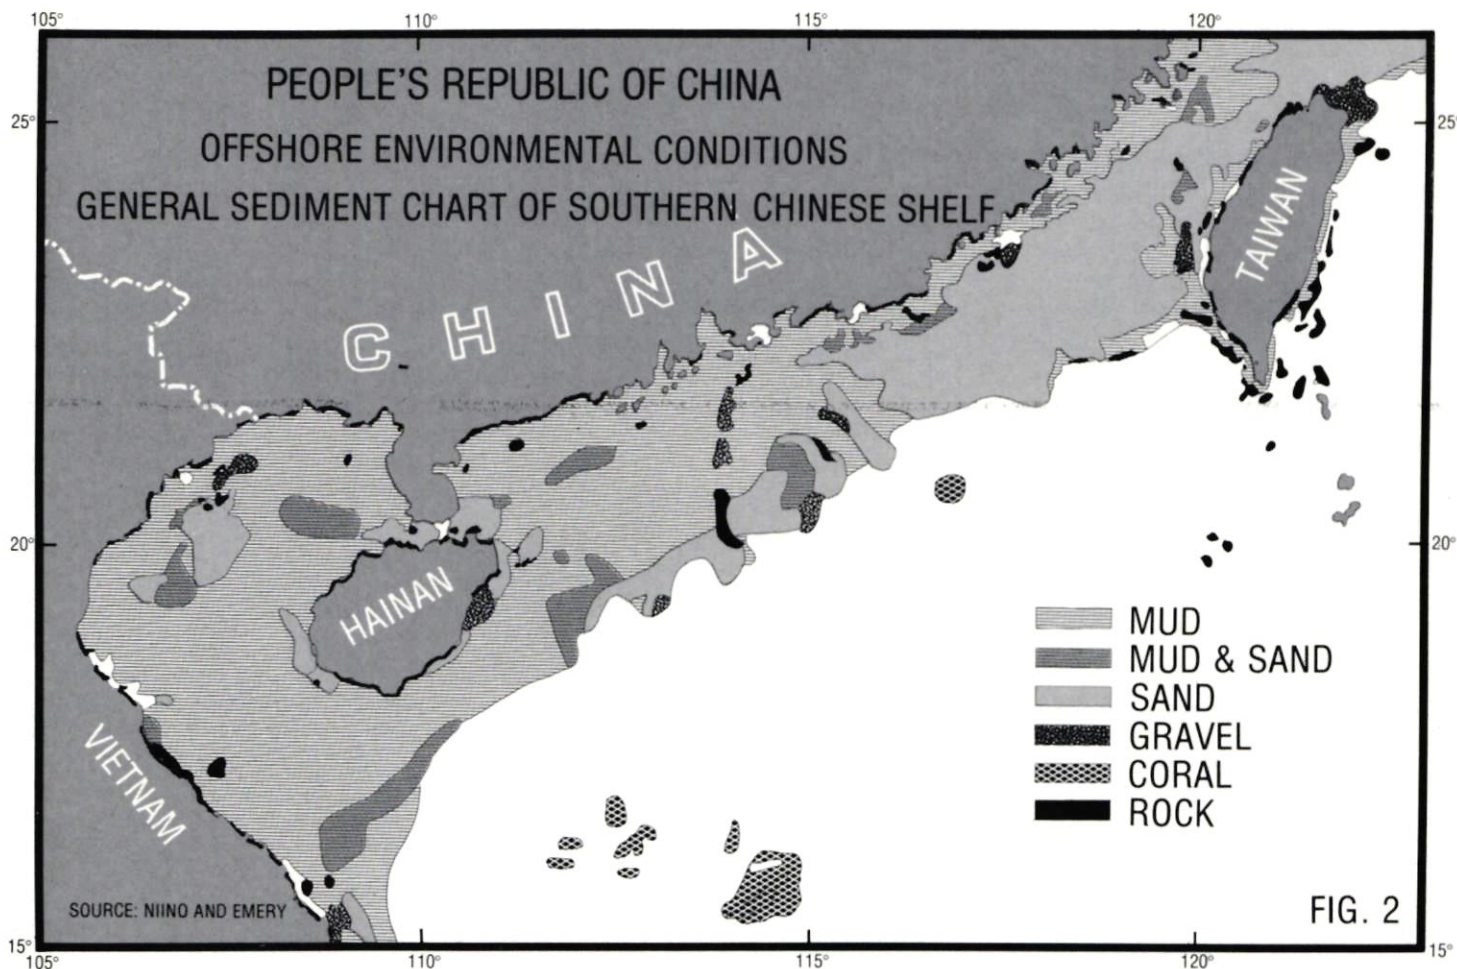 105° 110° 115° 120°
PEOPLE'S REPUBLIC OF CHINA
25° 25°
OFFSHORE ENVIRONMENTAL CONDITIONS
GENERAL SEDIMENT CHART OF SOUTHERN CHINESE SHELF
TAIWAN
CHINA
20° 20°
HAINAN
MUD
MUD & SAND
SAND
GRAVEL
CORAL
ROCK
VIETNAM
SOURCE: NIINO AND EMERY
FIG. 2
15° 15°
105° 110° 115° 120°